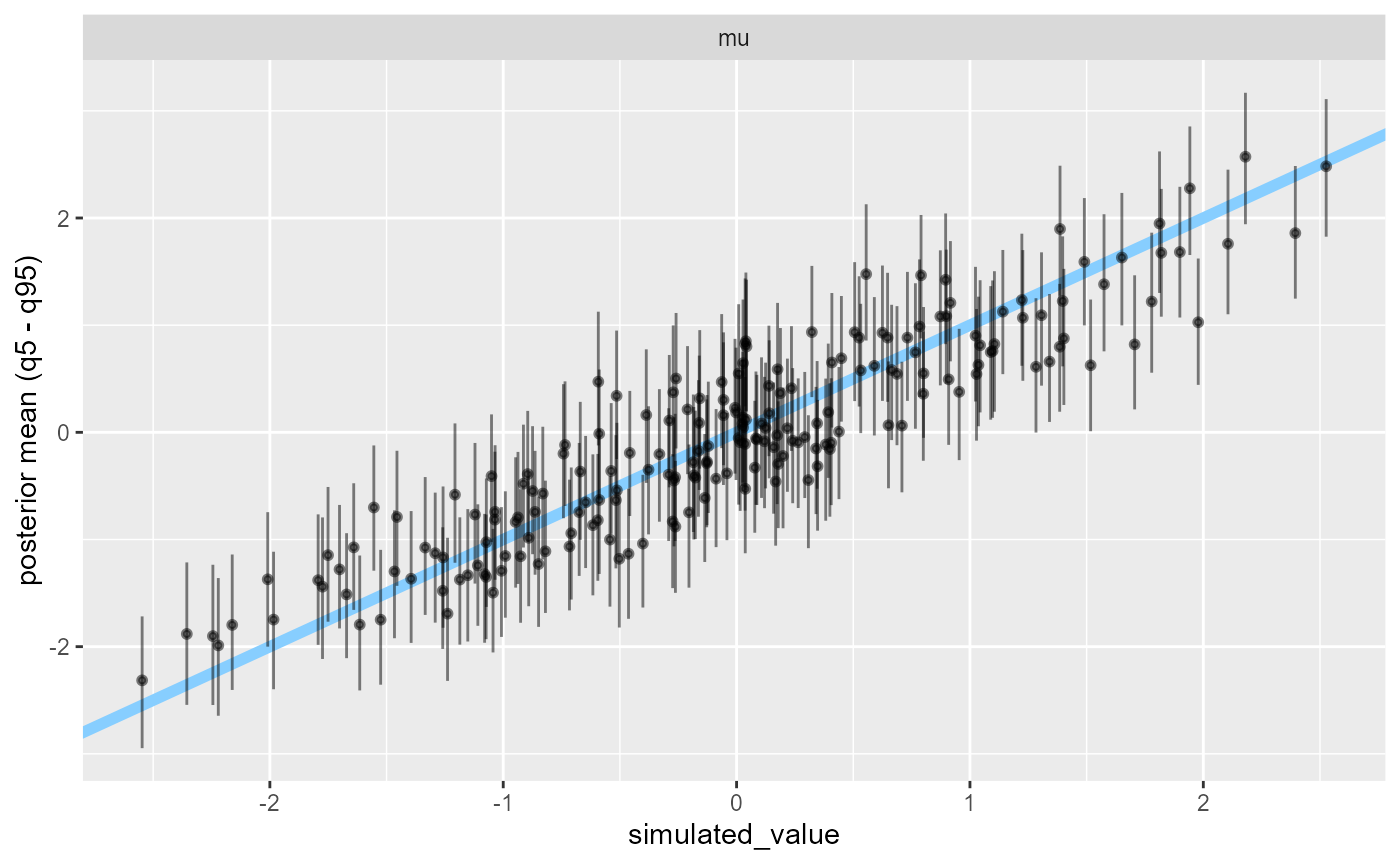 mu
posterior mean (q5 - q95)
2
0
-2
-2 -1 0 1 2
simulated_value